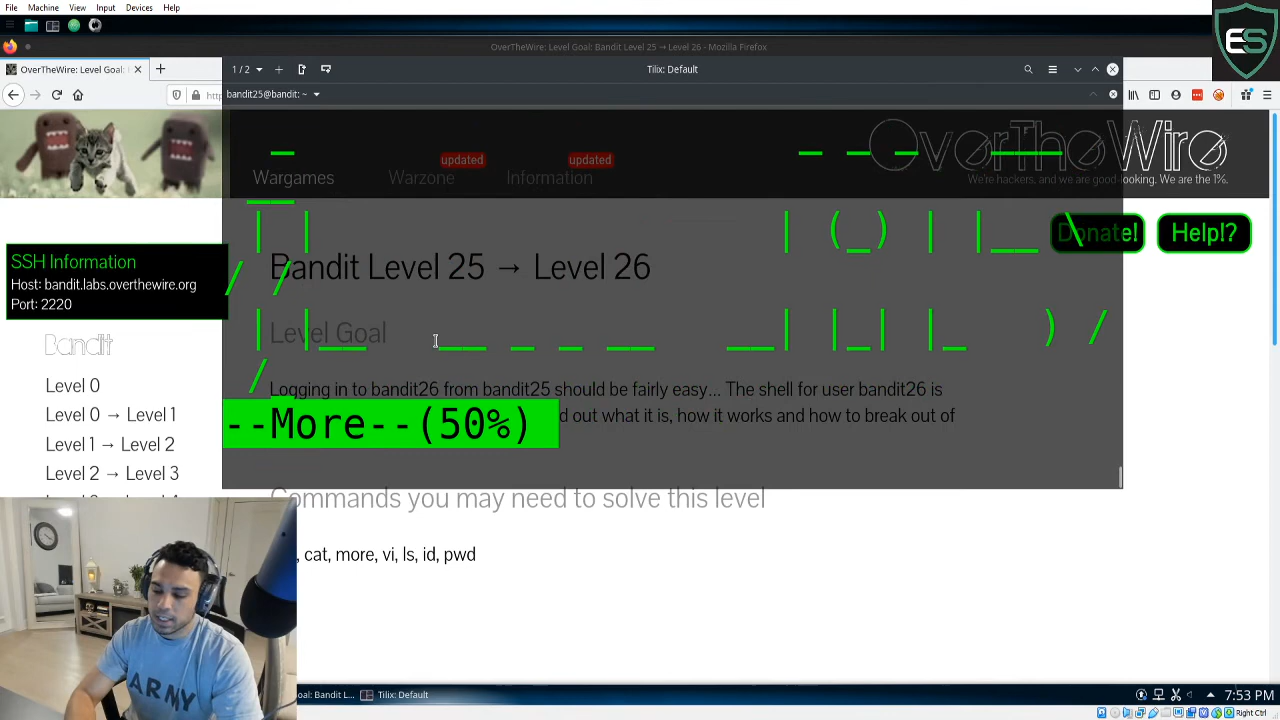 File Machine View Input Devices Help
OverTheWire: Level Goal: Bandit Level 25 → Level 26 - Mozilla Firefox
ES
OverTheWire: Level Goal:
1 / 2
Tilix: Default
bandit25@bandit: ~
OverTheWire
We're hackers, and we are good-looking. We are the 1%.
updated
updated
Wargames
Warzone
Information
Donate!
Help!?
SSH Information
Host: bandit.labs.overthewire.org
Port: 2220
Bandit Level 25 → Level 26
Level Goal
Bandit
Level 0
Level 0 → Level 1
Level 1 → Level 2
Level 2 → Level 3
Logging in to bandit26 from bandit25 should be fairly easy... The shell for user bandit26 is
d out what it is, how it works and how to break out of
--More--(50%)
Commands you may need to solve this level
, cat, more, vi, ls, id, pwd
ARMY
oal: Bandit L...
Tilix: Default
7:53 PM
Right Ctrl